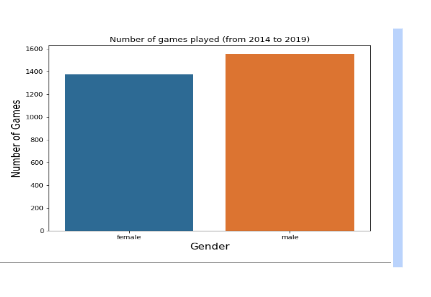 Number of games played (from 2014 to 2019)
1600
1400
1200
1000
800
600
400
200
0
Number of Games
female
male
Gender